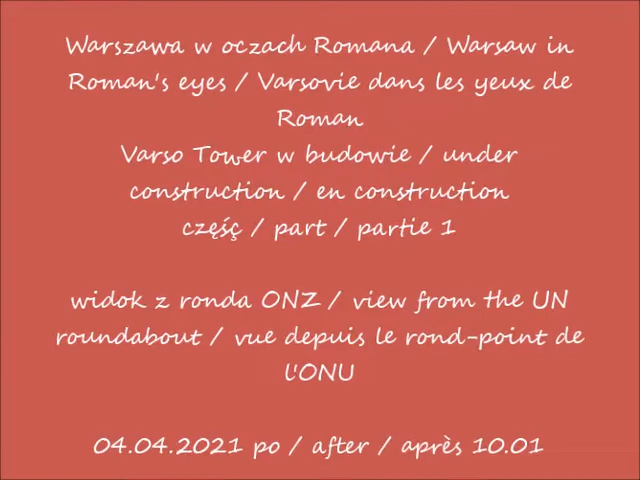 Warszawa w oczach Romana / Warsaw in
Roman's eyes / Varsovie dans les yeux de
Roman
Varso Tower w budowie / under
construction / en construction
częśç / part / partie 1
widok z ronda ONZ / view from the UN
roundabout / vue depuis le rond-point de
l'ONU
04.04.2021 po / after / après 10.01